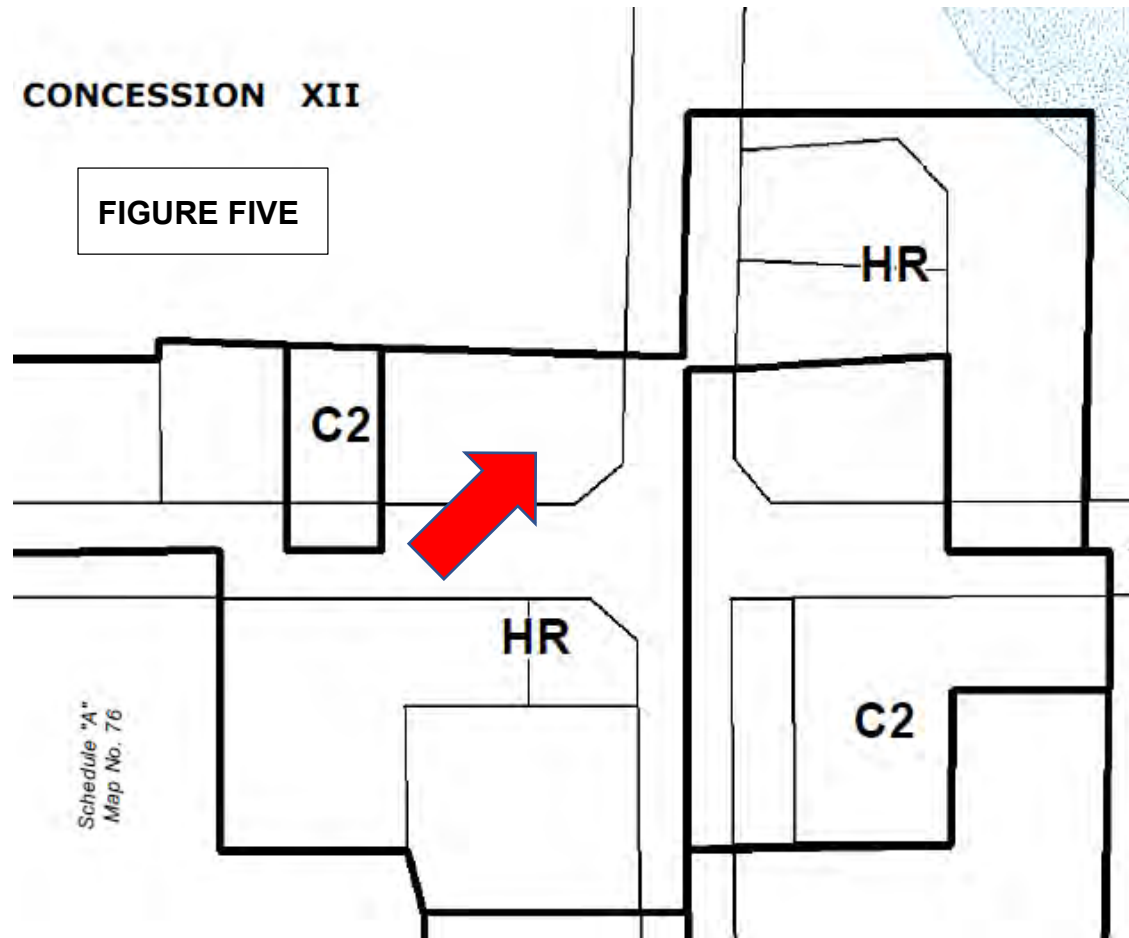 CONCESSION XII
FIGURE FIVE
HR
C2
HR
C2
Schedule "A"
Map No. 76